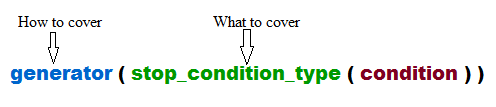 How to cover What to cover
generator ( stop_condition_type ( condition ) )